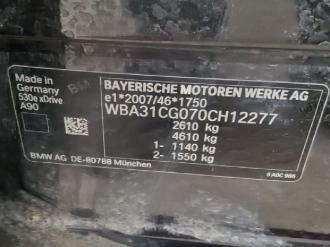 Made in
Germany
530e xDrive
A90
BAYERISCHE MOTOREN WERKE AG
e1*2007/46*1750
WBA31CG070CH12277
2610 kg
4610 kg
1- 1140 kg
2- 1550 kg
BMW AG DE-80788 München